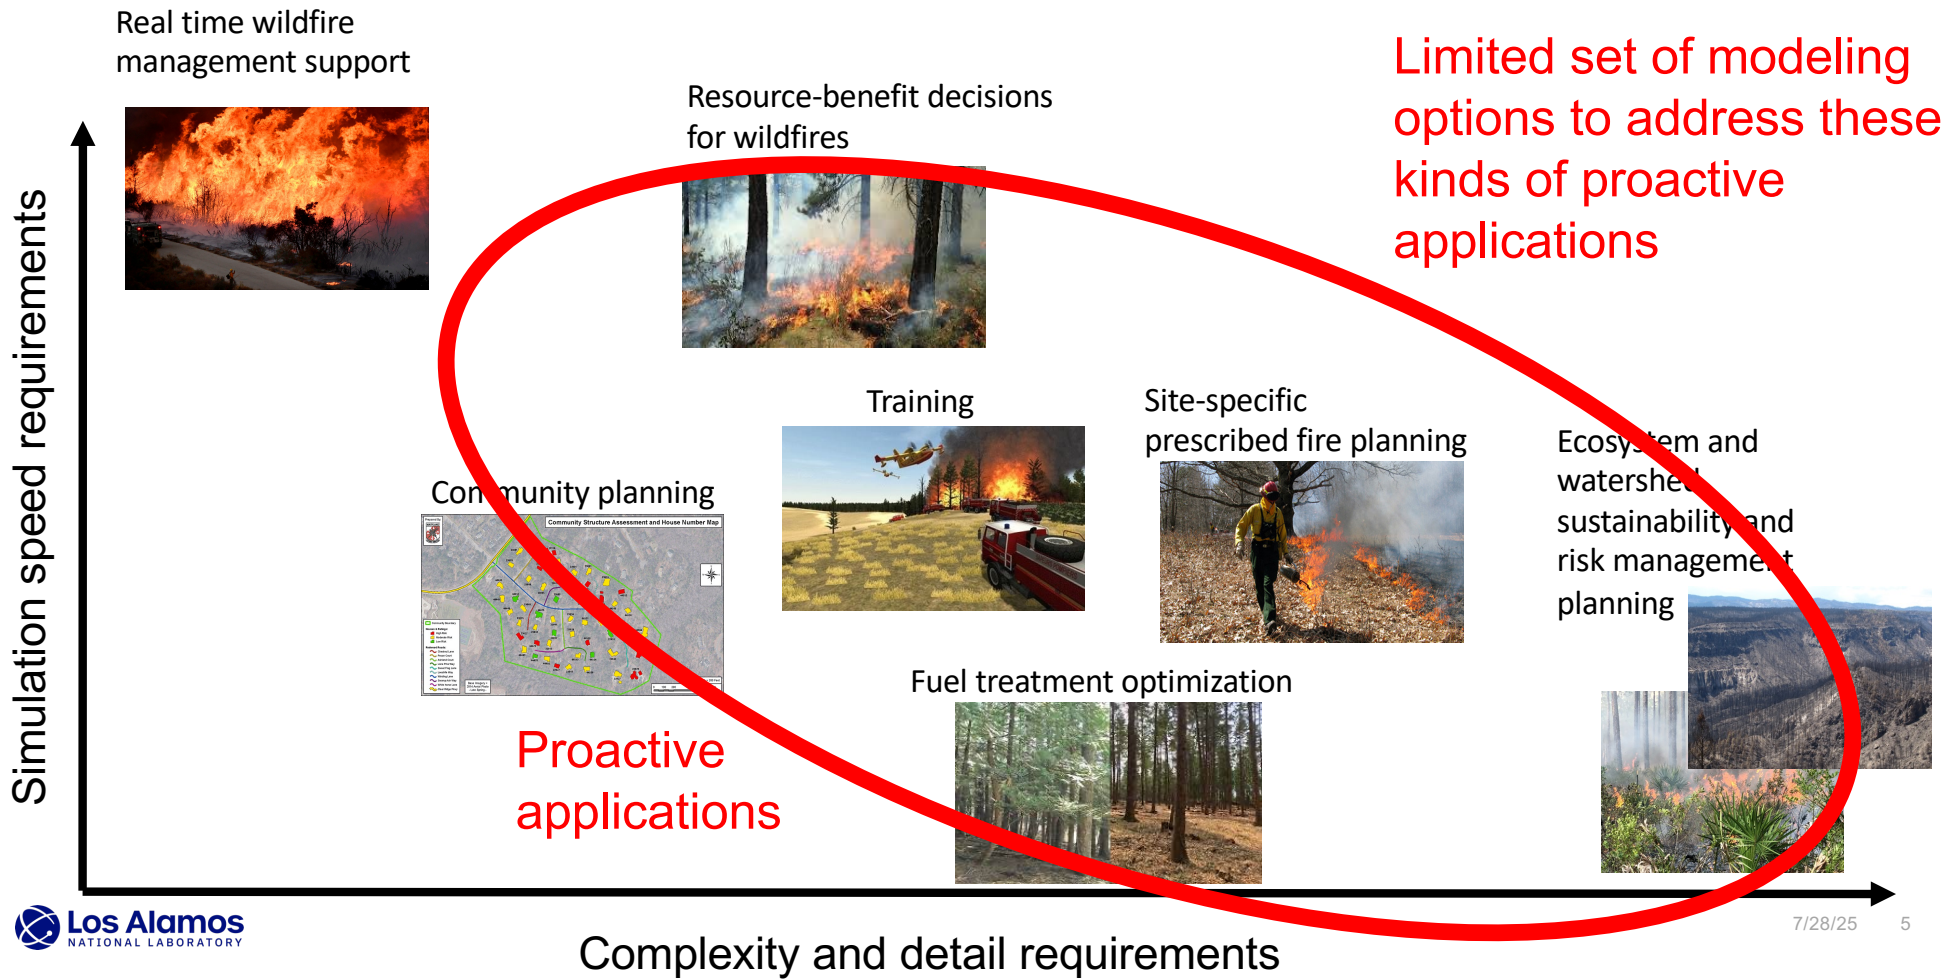 Real time wildfire
management support
Resource-benefit decisions
for wildfires
Limited set of modeling
options to address these
kinds of proactive
applications
Simulation speed requirements
Training
Site-specific
prescribed fire planning
Ecosystem and
watershed
sustainability and
risk management
planning
Community planning
Community Structure Assessment and House Number Map
Fuel treatment optimization
Proactive
applications
Los Alamos
NATIONAL LABORATORY
Complexity and detail requirements
7/28/25 5